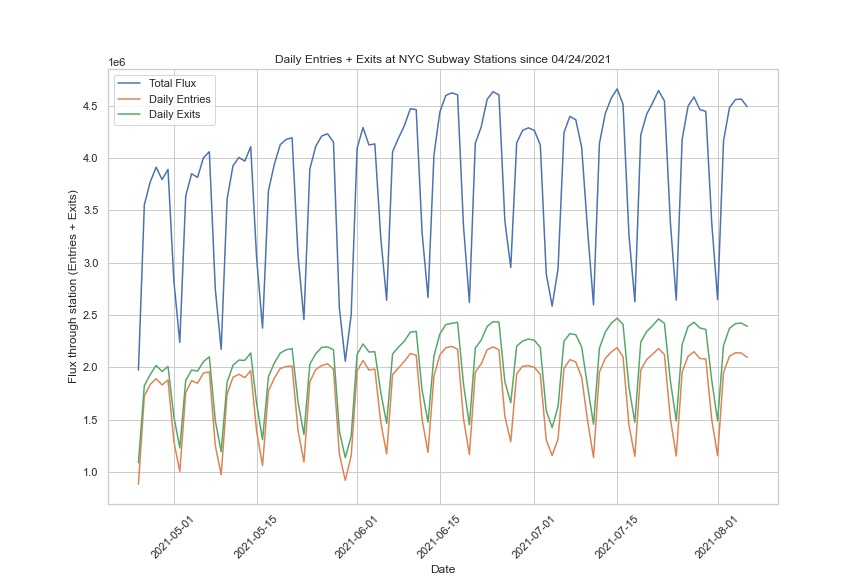 Daily Entries + Exits at NYC Subway Stations since 04/24/2021
1e6
Total Flux
Daily Entries
Daily Exits
4.5
4.0
3.5
3.0
2.5
2.0
1.5
1.0
Flux through station (Entries + Exits)
2021-05-01
2021-05-15
2021-06-01
2021-06-15
2021-07-01
2021-07-15
2021-08-01
Date